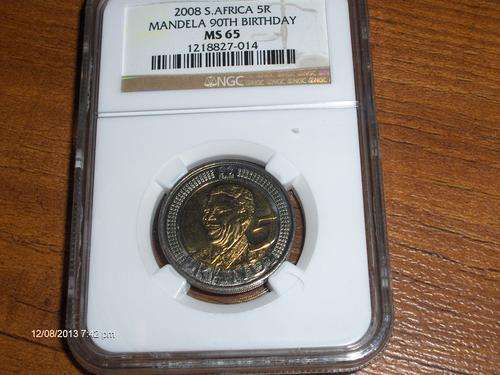 2008 S.AFRICA 5R
MANDELA 90TH BIRTHDAY
MS 65
1218827-014
NGC
12/08/2013 7:42 pm